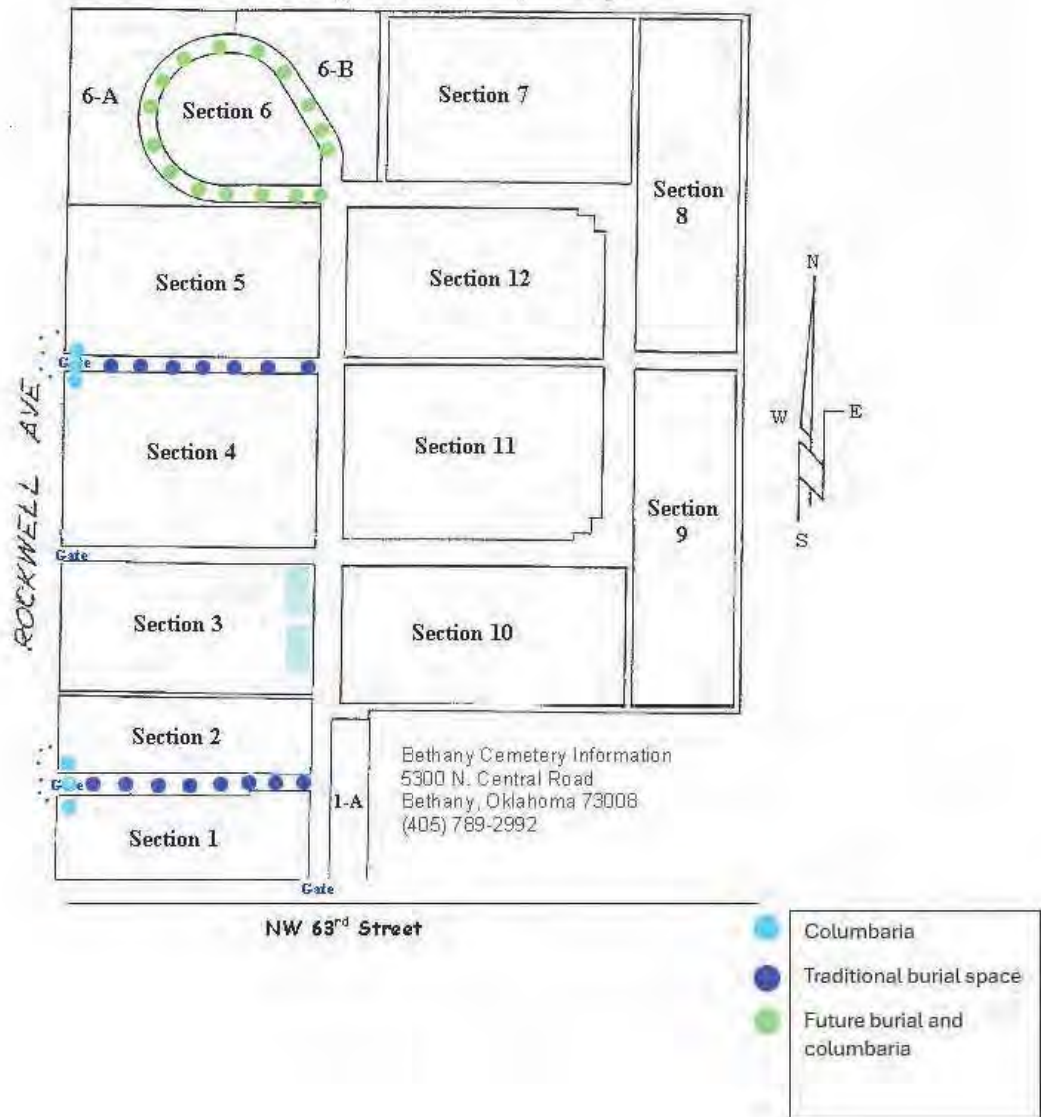 6-A
6-B
Section 6
Section 7
Section
8
Section 5
Section 12
N
Gate
W
E
ROCKWELL AVE
Section 4
Section 11
Section
9
S
Gate
Section 3
Section 10
Section 2
Gate
Bethany Cemetery Information
5300 N. Central Road
Bethany, Oklahoma 73008
(405) 789-2992
1-A
Section 1
Gate
NW 63rd Street
Columbaria
Traditional burial space
Future burial and
columbaria